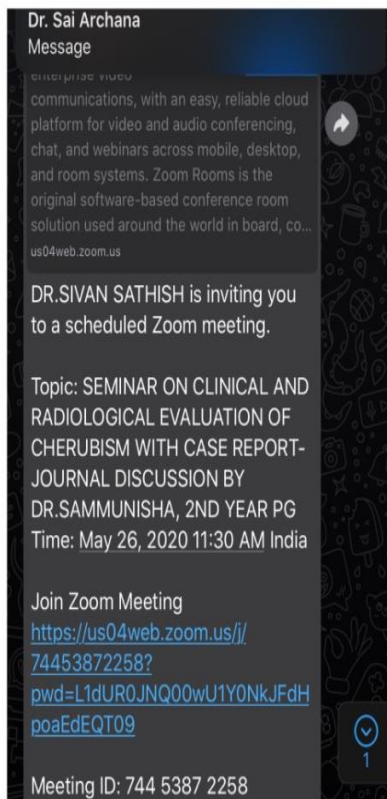 Dr. Sai Archana
Message
enterprise video
communications, with an easy, reliable cloud
platform for video and audio conferencing,
chat, and webinars across mobile, desktop,
and room systems. Zoom Rooms is the
original software-based conference room
solution used around the world in board, co...
us04web.zoom.us
DR.SIVAN SATHISH is inviting you
to a scheduled Zoom meeting.
Topic: SEMINAR ON CLINICAL AND
RADIOLOGICAL EVALUATION OF
CHERUBISM WITH CASE REPORT-
JOURNAL DISCUSSION BY
DR.SAMMUNISHA, 2ND YEAR PG
Time: May 26, 2020 11:30 AM India
Join Zoom Meeting
https://us04web.zoom.us/j/
74453872258?
pwd=L1dUR0JNQ00wU1Y0NkJFdH
poaEdEQT09
Meeting ID: 744 5387 2258
1